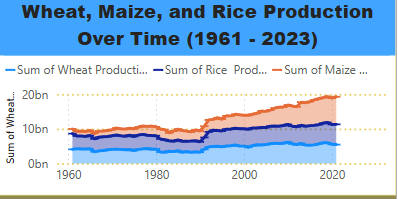 Wheat, Maize, and Rice Production
Over Time (1961 - 2023)
Sum of Wheat Producti... Sum of Rice Prod... Sum of Maize ...
Sum of Wheat...
20bn
10bn
0bn
1960 1980 2000 2020